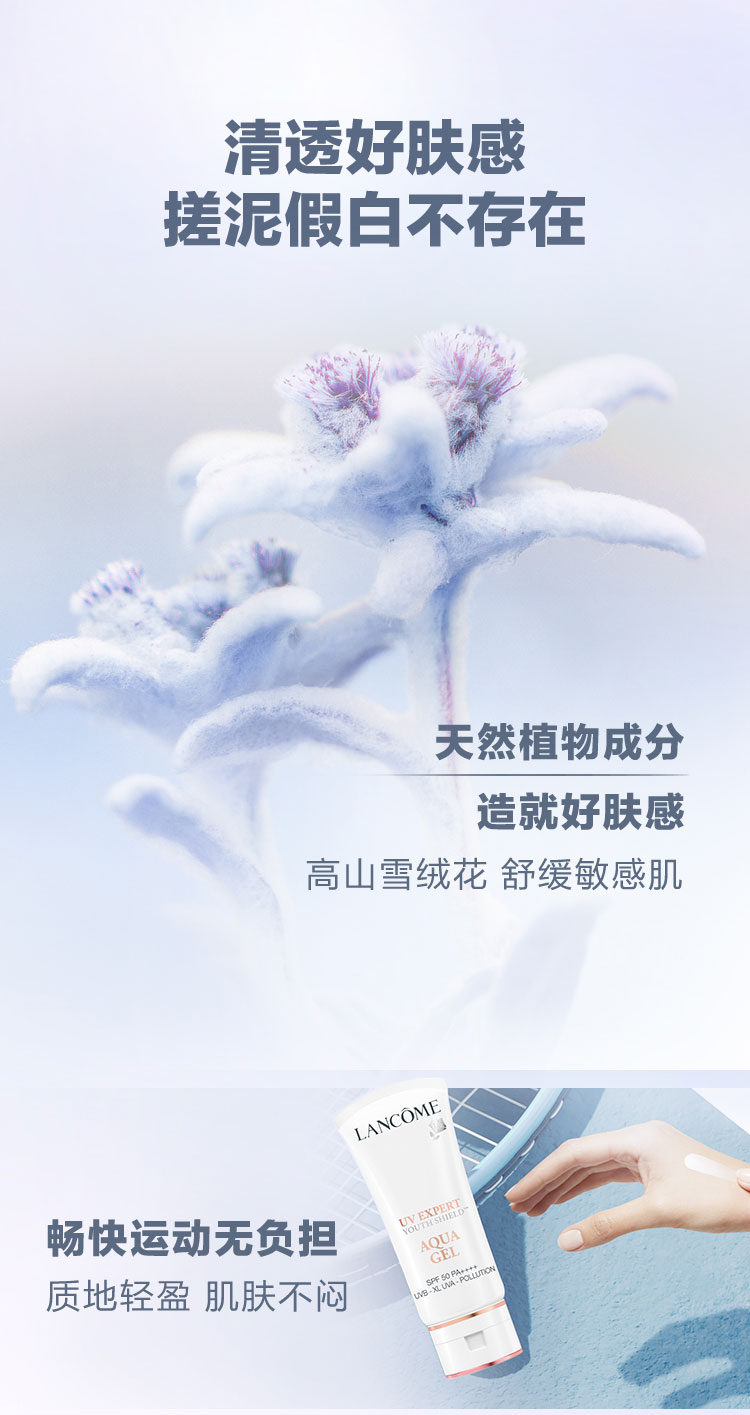 清透好肤感
搓泥假白不存在
天然植物成分
造就好肤感
高山雪绒花 舒缓敏感肌
LANCÔME
UV EXPERT
YOUTH SHIELD™
AQUA
GEL
SPF 50 PA++++
UVB - XL UVA - POLLUTION
畅快运动无负担
质地轻盈 肌肤不闷